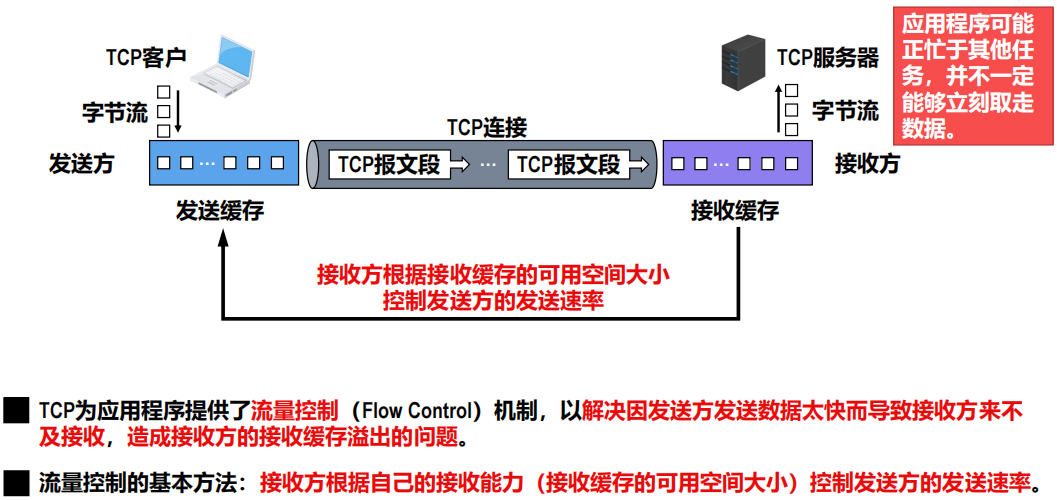 应用程序可能
正忙于其他任
务，并不一定
能够立刻取走
数据。
TCP客户
TCP服务器
字节流
字节流
TCP连接
发送方
...
TCP报文段
...
TCP报文段
...
接收方
发送缓存
接收缓存
接收方根据接收缓存的可用空间大小
控制发送方的发送速率
TCP为应用程序提供了流量控制（Flow Control）机制，以解决因发送方发送数据太快而导致接收方来不
及接收，造成接收方的接收缓存溢出的问题。
流量控制的基本方法：接收方根据自己的接收能力（接收缓存的可用空间大小）控制发送方的发送速率。